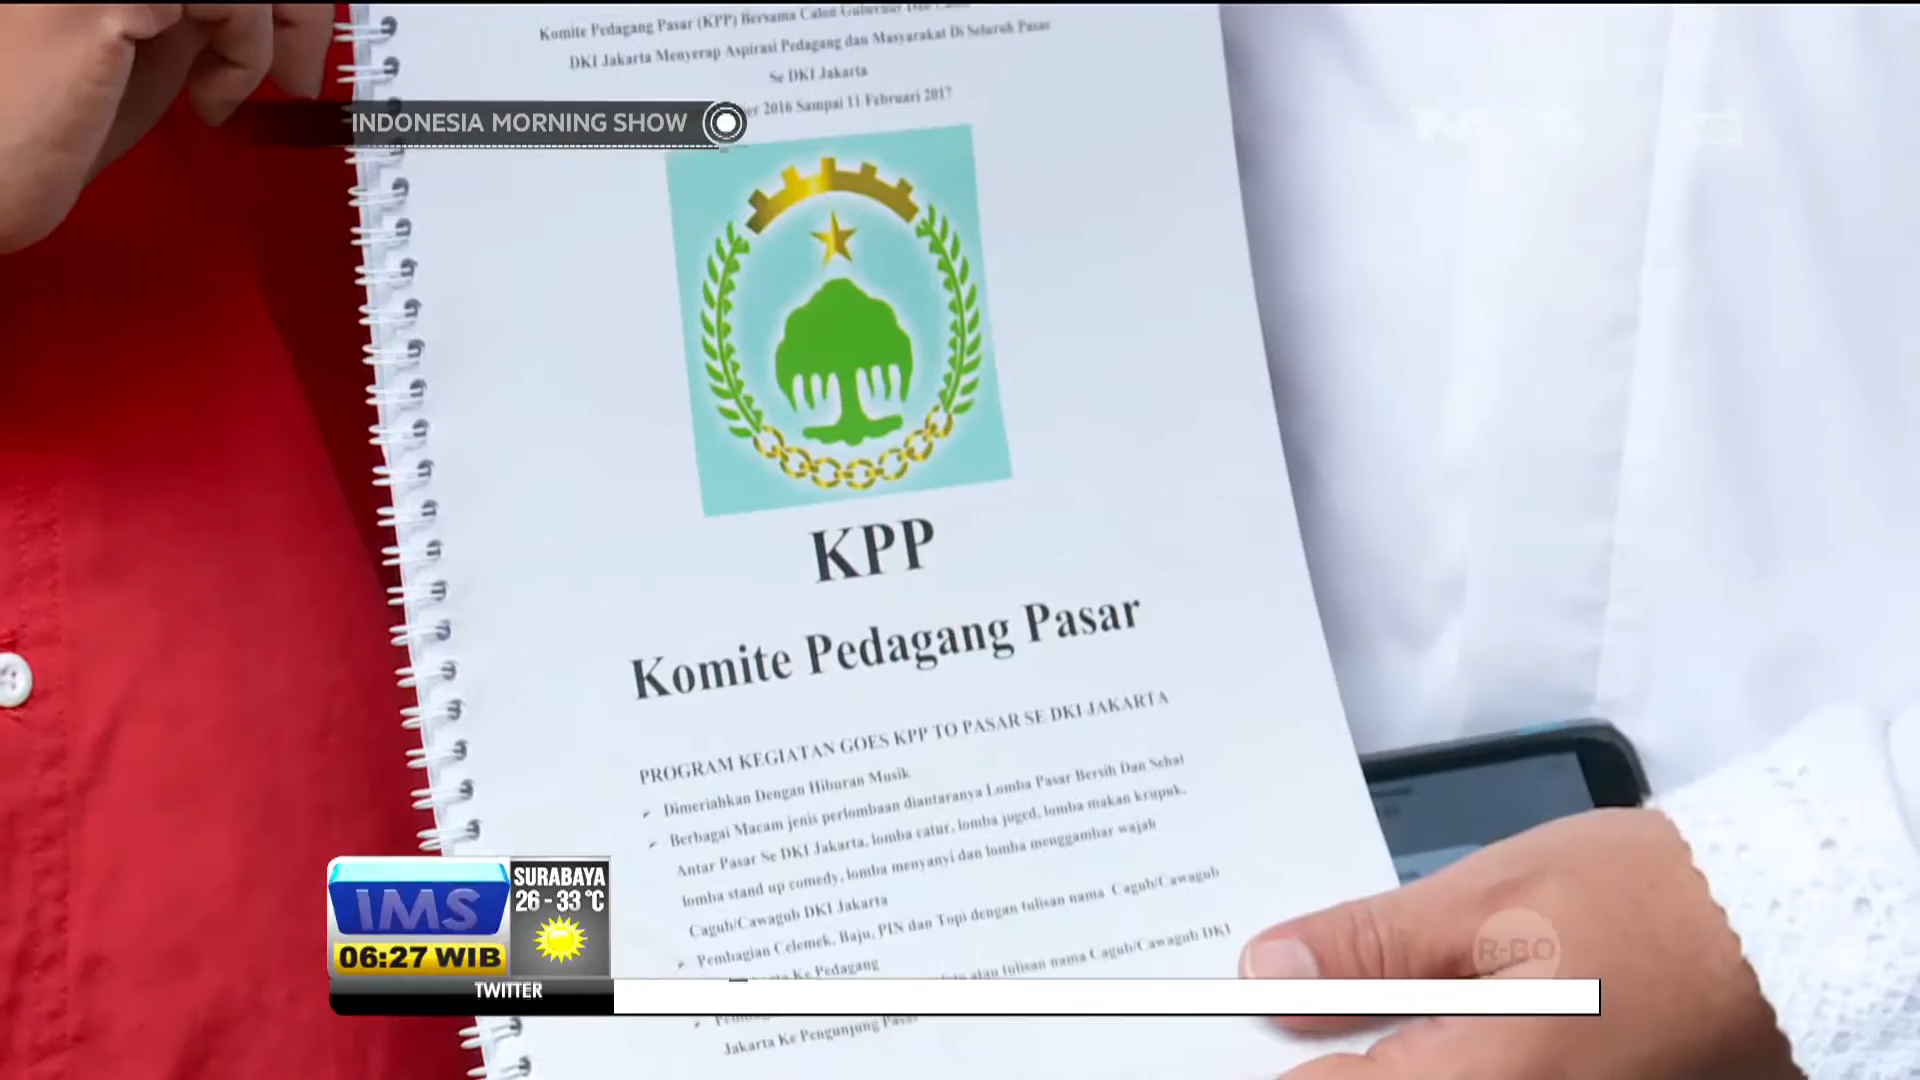 Komite Pedagang Pasar (KPP) Bersama Calon Gubernur
DKI Jakarta Menyerap Aspirasi Pedagang dan Masyarakat Di Seluruh Pasar
Se DKI Jakarta
2016 Sampai 11 Februari 2017
INDONESIA MORNING SHOW
KPP
Komite Pedagang Pasar
PROGRAM KEGIATAN GOES KPP TO PASAR SE DKI JAKARTA
Dimeriahkan Dengan Hiburan Musik
Berbagai Macam jenis perlombaan diantaranya Lomba Pasar Bersih Dan Sehat
Antar Pasar Se DKI Jakarta, lomba catur, lomba joged, lomba makan krupuk,
lomba stand up comedy, lomba menyanyi dan lomba menggambar wajah
Cagub/Cawagub DKI Jakarta
Pembagian Celemek, Baju, PIN dan Topi dengan tulisan nama Cagub/Cawagub
Ke Pedagang
atau tulisan nama Cagub/Cawagub DKI
Jakarta Ke Pengunjung Pasar
IMS
06:27 WIB
SURABAYA
26 - 33 °C
TWITTER
R-BO